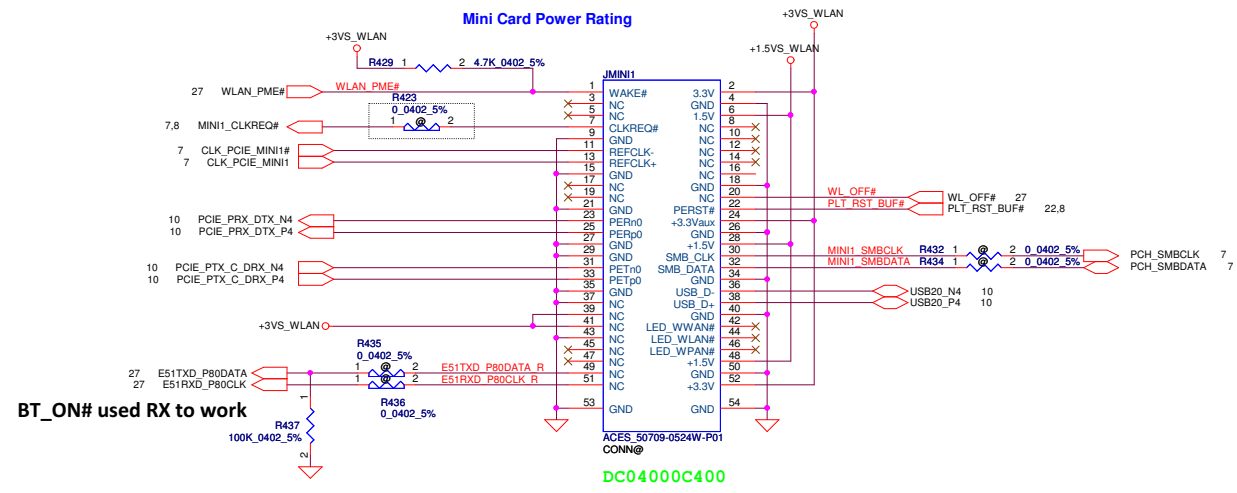 Mini Card Power Rating
+3VS_WLAN
+3VS_WLAN
+1.5VS_WLAN
R429 1 2 4.7K_0402_5%
JMINI1
27 WLAN_PME# WLAN_PME# 1 WAKE# 3.3V 2
R423
0_0402_5%
3 NC GND 4
5 NC 1.5V 6
7,8 MINI1_CLKREQ# 1 @ 2 7 CLKREQ# NC 8
9 GND NC 10
7 CLK_PCIE_MINI1# 11 REFCLK- NC 12
7 CLK_PCIE_MINI1 13 REFCLK+ NC 14
15 GND NC 16
17 NC GND 18
19 NC NC 20 WL_OFF# WL_OFF# 27
21 GND PERST# 22 PLT_RST_BUF# PLT_RST_BUF# 22,8
10 PCIE_PRX_DTX_N4 23 PERn0 +3.3Vaux 24
10 PCIE_PRX_DTX_P4 25 PERp0 GND 26
27 GND +1.5V 28
29 GND SMB_CLK 30 MINI1_SMBCLK R432 1 @ 2 0_0402_5% PCH_SMBCLK 7
10 PCIE_PTX_C_DRX_N4 31 PETn0 SMB_DATA 32 MINI1_SMBDATA R434 1 @ 2 0_0402_5% PCH_SMBDATA 7
10 PCIE_PTX_C_DRX_P4 33 PETp0 GND 34
35 GND USB_D- 36 USB20_N4 10
37 NC USB_D+ 38 USB20_P4 10
39 NC GND 40
+3VS_WLAN 41 NC LED_WWAN# 42
43 NC LED_WLAN# 44
45 NC LED_WPAN# 46
47 NC +1.5V 48
R435
0_0402_5%
27 E51TXD_P80DATA 1 @ 2 E51TXD_P80DATA_R 49 NC GND 50
27 E51RXD_P80CLK 1 @ 2 E51RXD_P80CLK_R 51 NC +3.3V 52
R436
0_0402_5%
53 GND GND 54
BT_ON# used RX to work
1
R437
100K_0402_5%
2
ACES_50709-0524W-P01
CONN@
DC04000C400